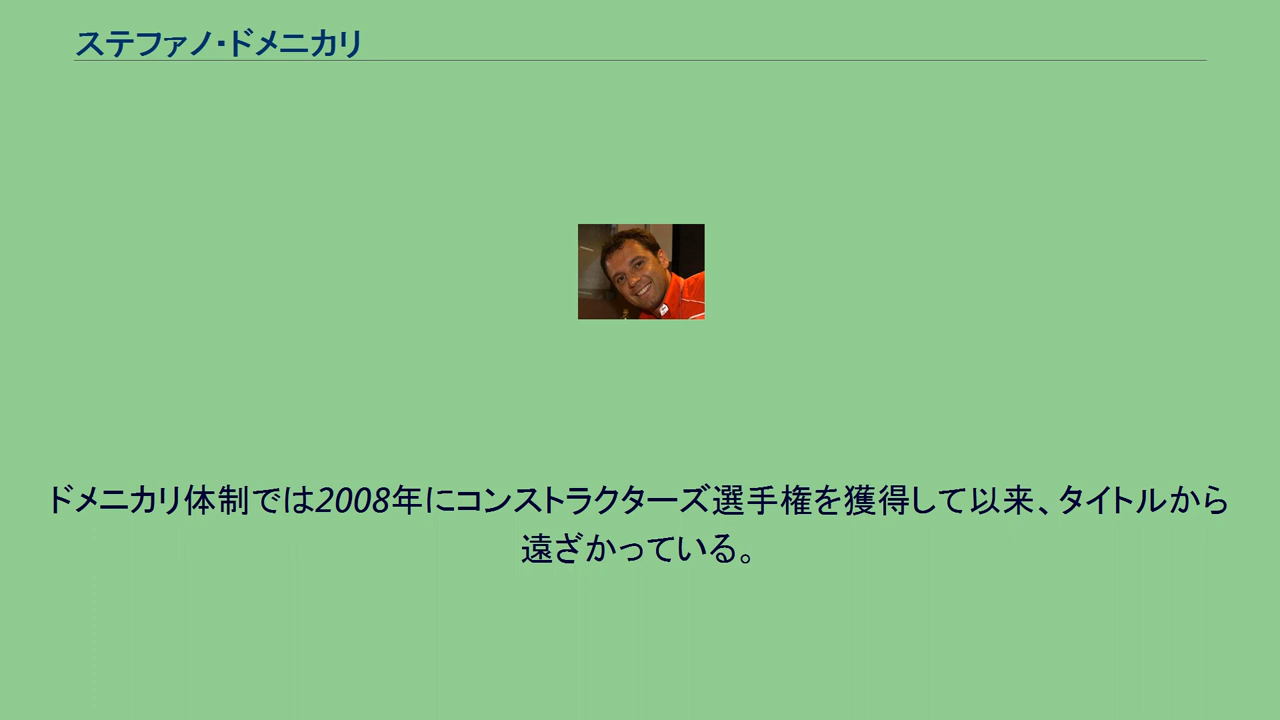 ステファノ・ドメニカリ
ドメニカリ体制では2008年にコンストラクターズ選手権を獲得して以来、タイトルから
遠ざかっている。